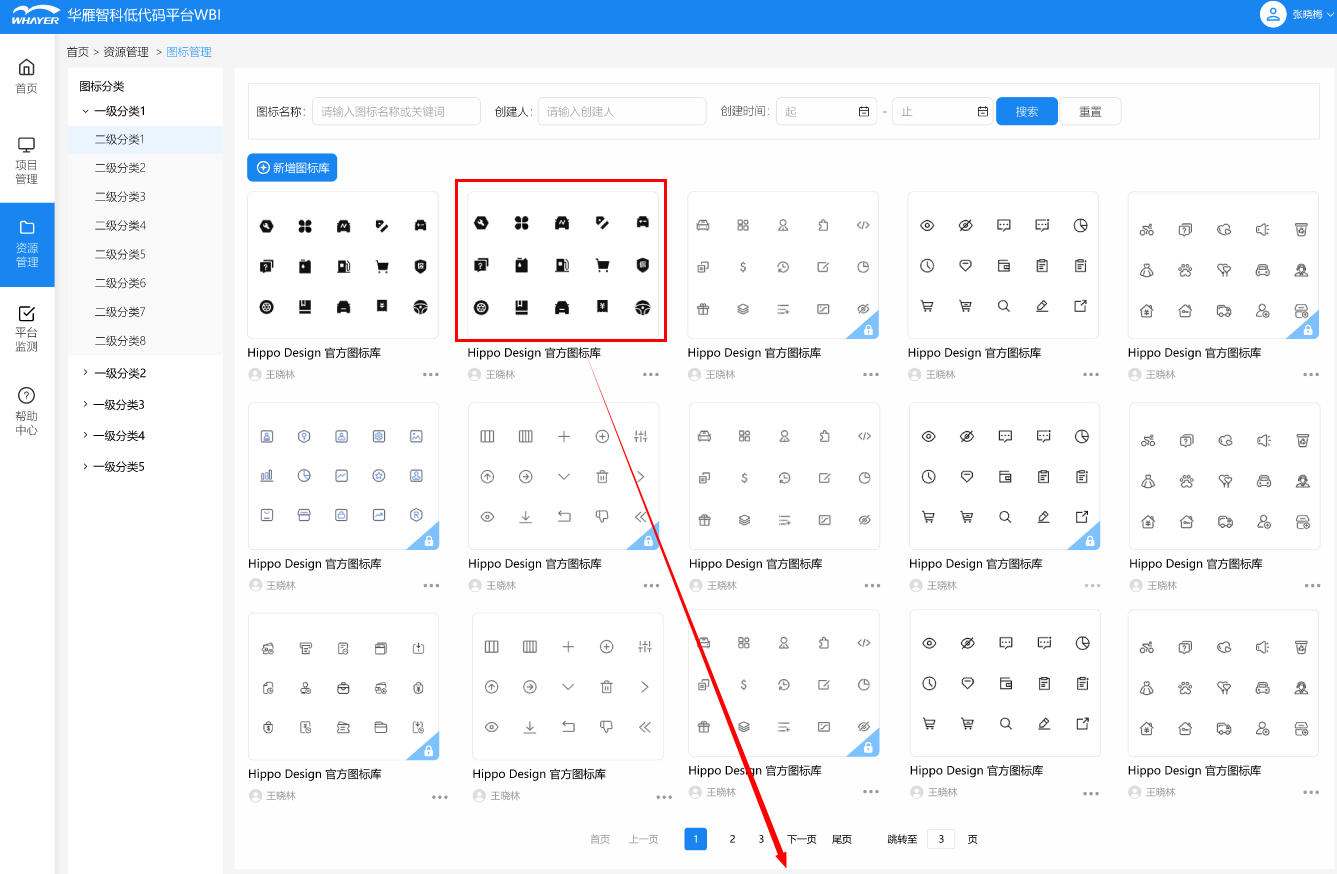 WHAYER 华雁智科低代码平台WBI
张晓梅
首页
项目
管理
资源
管理
平台
监测
帮助
中心
首页 > 资源管理 > 图标管理
图标分类
一级分类1
二级分类1
二级分类2
二级分类3
二级分类4
二级分类5
二级分类6
二级分类7
二级分类8
一级分类2
一级分类3
一级分类4
一级分类5
图标名称: 请输入图标名称或关键词 创建人: 请输入创建人 创建时间: 起 - 止 搜索 重置
新增图标库
Hippo Design 官方图标库 Hippo Design 官方图标库 Hippo Design 官方图标库 Hippo Design 官方图标库 Hippo Design 官方图标库
王晓林 王晓林 王晓林 王晓林 王晓林
Hippo Design 官方图标库 Hippo Design 官方图标库 Hippo Design 官方图标库 Hippo Design 官方图标库 Hippo Design 官方图标库
王晓林 王晓林 王晓林 王晓林 王晓林
Hippo Design 官方图标库 Hippo Design 官方图标库 Hippo Design 官方图标库 Hippo Design 官方图标库 Hippo Design 官方图标库
王晓林 王晓林 王晓林 王晓林 王晓林
首页 上一页 1 2 3 下一页 尾页 跳转至 3 页